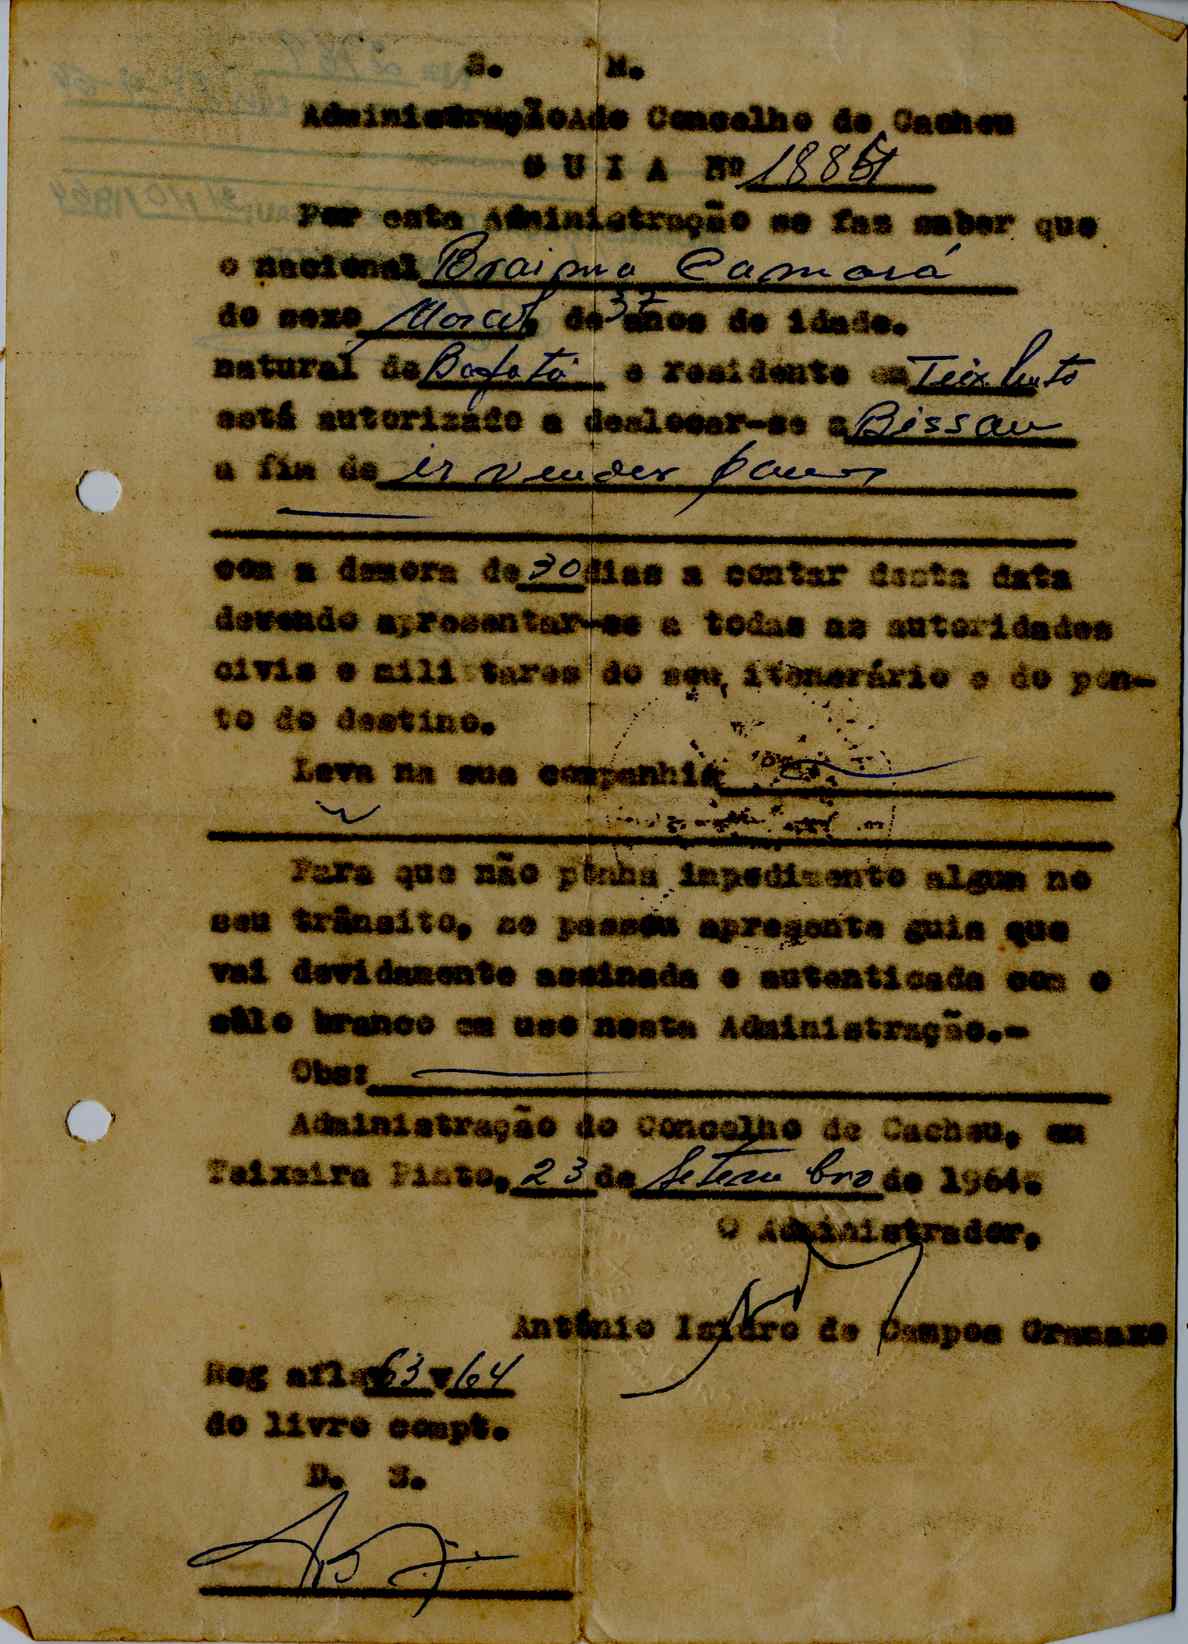 S. M.
Administração do Concelho de Cacheu
G U I A Nº
Por esta Administração se faz saber que
o nacional Braima Camará
do sexo Masc., de 37 anos de idade.
natural de Bafatá e residente em Teix Pinto
está autorizado a deslocar-se a Bissau
a fim de ir vender panos
com a demora de 30 dias a contar desta data
devendo apresentar-se a todas as autoridades
civis e militares do seu itenerário e do pon-
to do destino.
Leva na sua companhia
Para que não ponha impedimento algum no
seu trânsito, se passou apresente guia que
vai devidamente assinada e autenticada com o
sêlo branco em uso nesta Administração.-
Obs:
Administração do Concelho de Cacheu, em
Teixeira Pinto, 23 de Setembro de 1964.
O Administrador,
António Isidro de Campos Gramaxo
Reg afls 63 v 64
do livro compt.
D. S.